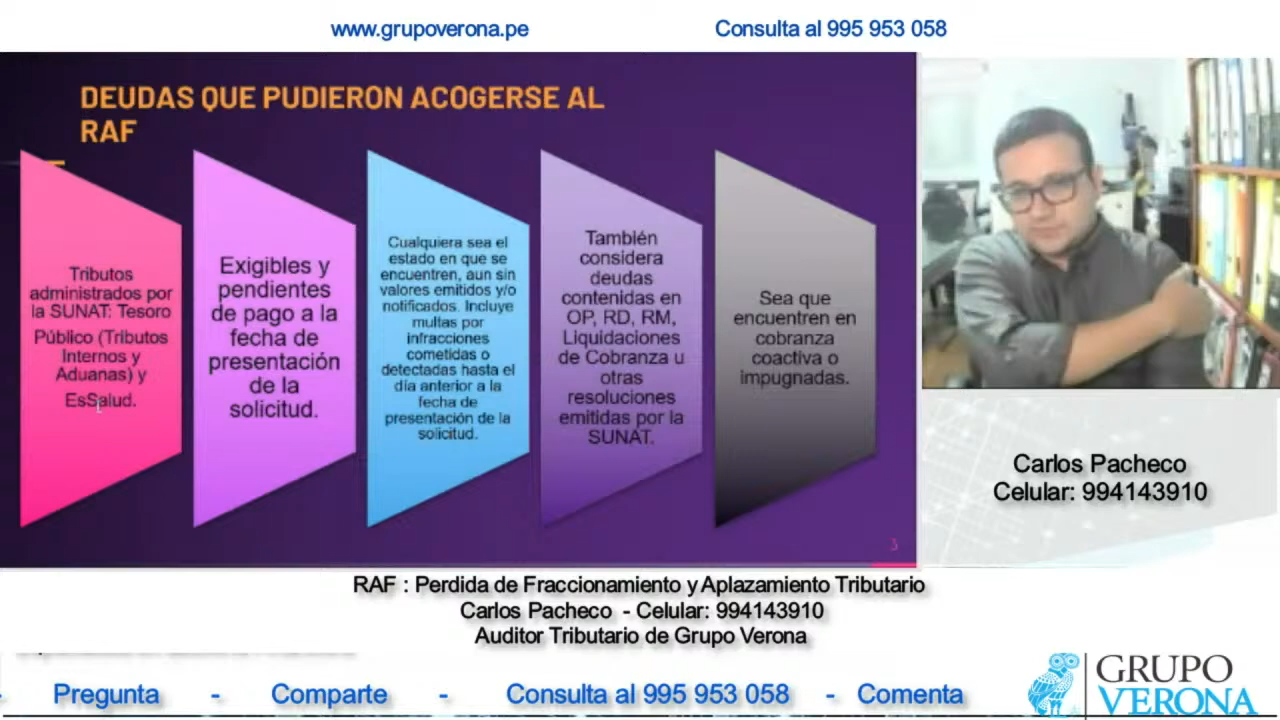 www.grupoverona.pe
Consulta al 995 953 058
DEUDAS QUE PUDIERON ACOGERSE AL
RAF
Tributos
administrados por
la SUNAT: Tesoro
Público (Tributos
Internos y
Aduanas) y
EsSalud.
Exigibles y
pendientes
de pago a la
fecha de
presentación
de la
solicitud.
Cualquiera sea el
estado en que se
encuentren, aun sin
valores emitidos y/o
notificados. Incluye
multas por
infracciones
cometidas o
detectadas hasta el
día anterior a la
fecha de
presentación de la
solicitud.
También
considera
deudas
contenidas en
OP, RD, RM,
Liquidaciones
de Cobranza u
otras
resoluciones
emitidas por la
SUNAT.
Sea que
encuentren en
cobranza
coactiva o
impugnadas.
3
Carlos Pacheco
Celular: 994143910
RAF : Perdida de Fraccionamiento y Aplazamiento Tributario
Carlos Pacheco - Celular: 994143910
Auditor Tributario de Grupo Verona
- Pregunta - Comparte - Consulta al 995 953 058 - Comenta
GRUPO
VERONA